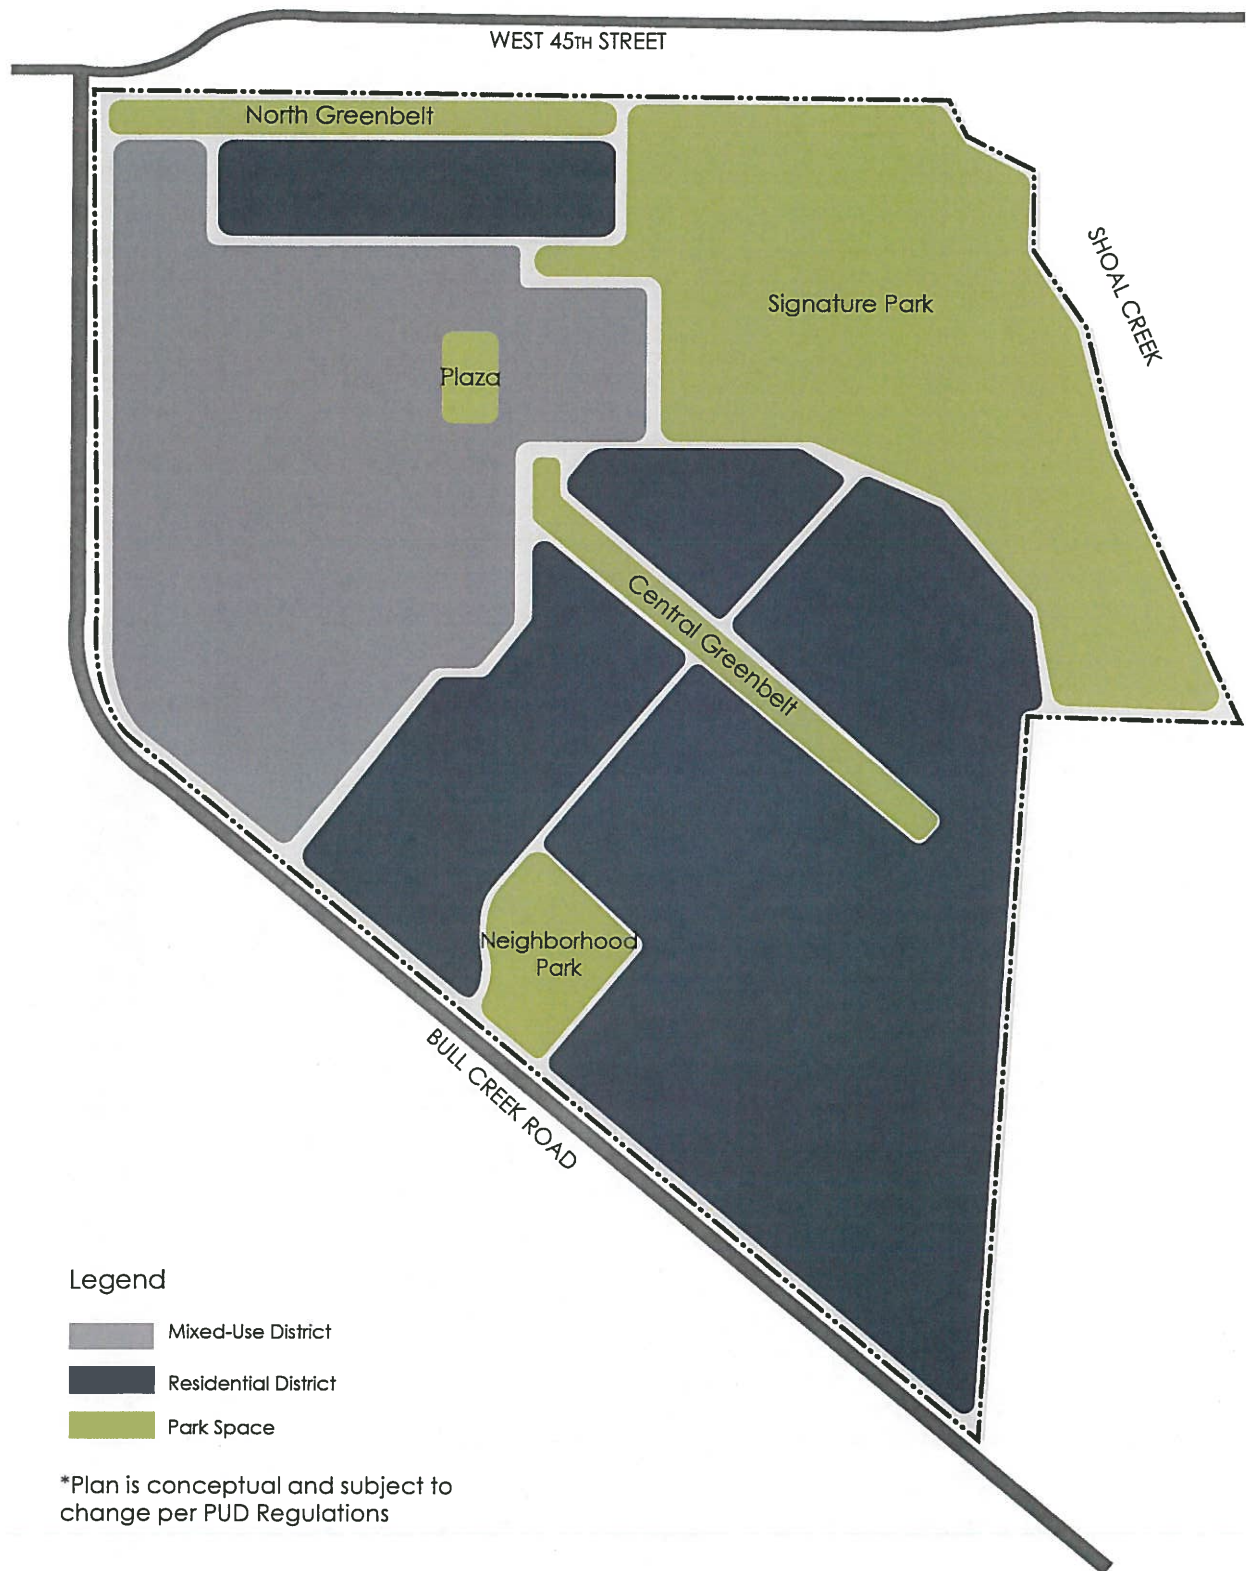 WEST 45TH STREET
North Greenbelt
SHOAL CREEK
Signature Park
Plaza
Central Greenbelt
Neighborhood
Park
BULL CREEK ROAD
Legend
Mixed-Use District
Residential District
Park Space
*Plan is conceptual and subject to
change per PUD Regulations